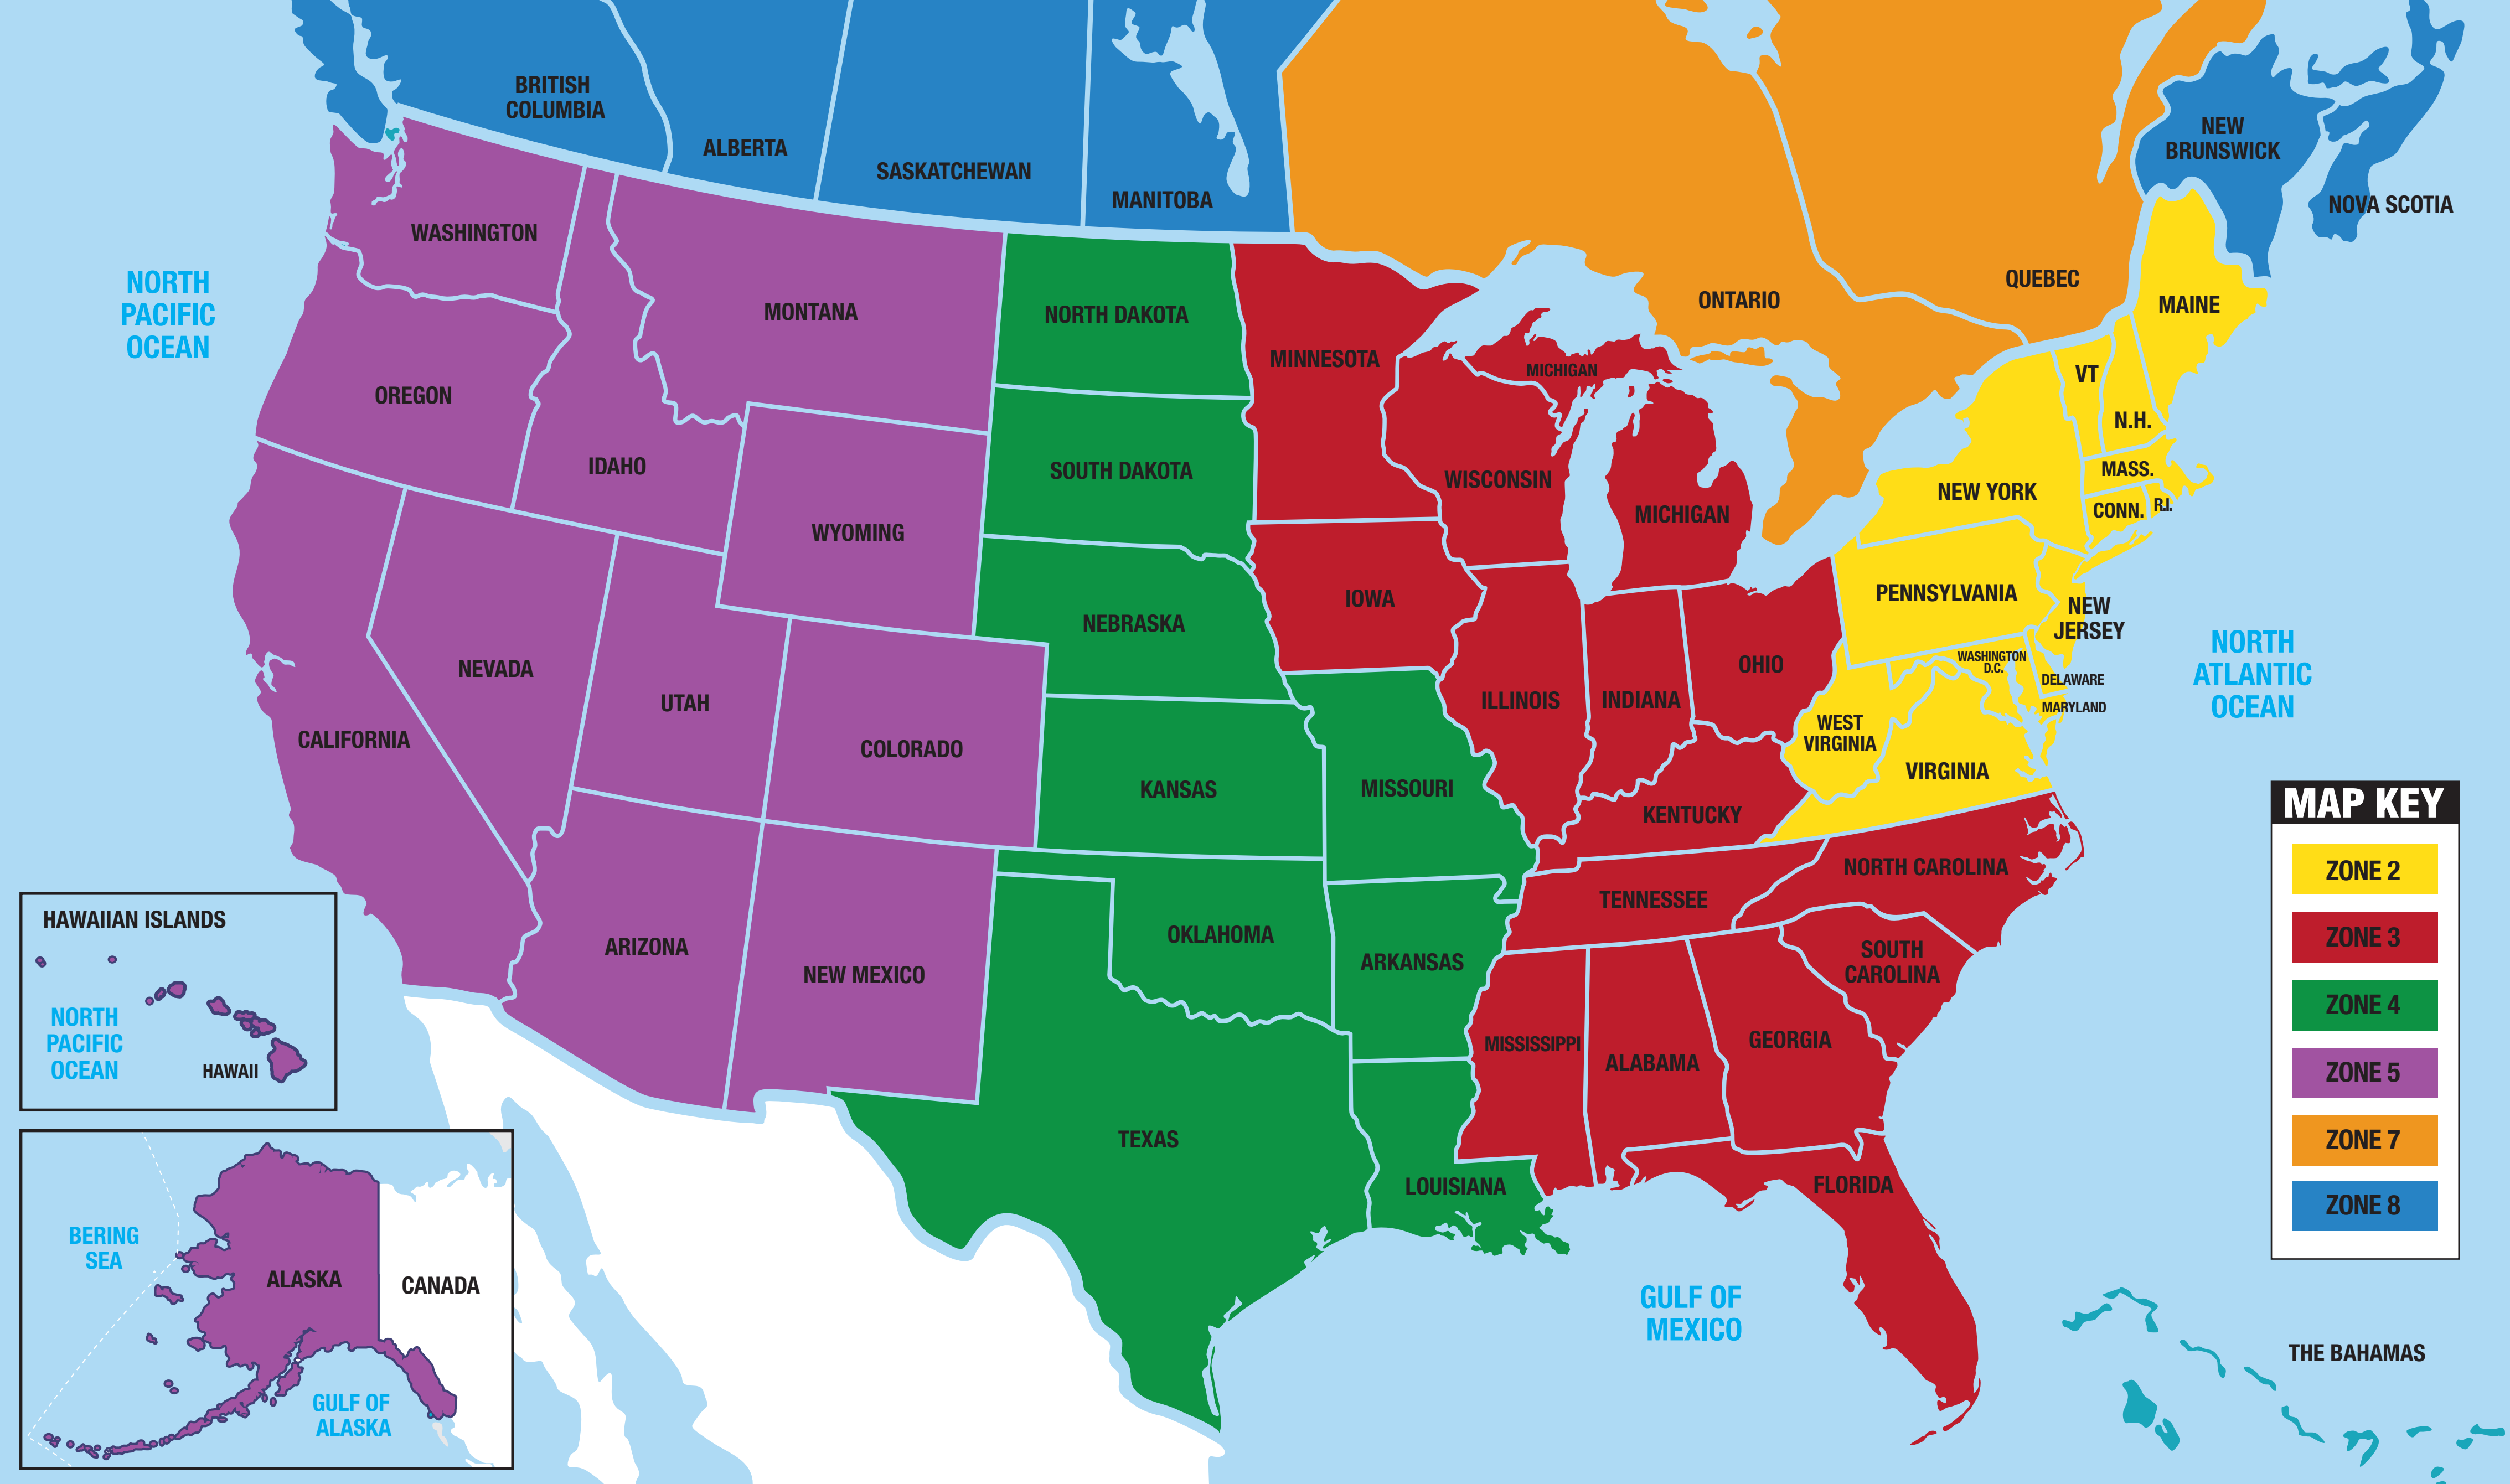 BRITISH
COLUMBIA
ALBERTA
SASKATCHEWAN
MANITOBA
ONTARIO
QUEBEC
NEW
BRUNSWICK
NOVA SCOTIA
NORTH
PACIFIC
OCEAN
WASHINGTON
OREGON
IDAHO
MONTANA
WYOMING
NEVADA
UTAH
COLORADO
CALIFORNIA
ARIZONA
NEW MEXICO
NORTH DAKOTA
SOUTH DAKOTA
NEBRASKA
KANSAS
OKLAHOMA
TEXAS
MISSOURI
ARKANSAS
LOUISIANA
MINNESOTA
IOWA
WISCONSIN
MICHIGAN
MICHIGAN
ILLINOIS
INDIANA
OHIO
KENTUCKY
TENNESSEE
MISSISSIPPI
ALABAMA
GEORGIA
FLORIDA
SOUTH
CAROLINA
NORTH CAROLINA
VIRGINIA
WEST
VIRGINIA
WASHINGTON
D.C.
DELAWARE
MARYLAND
PENNSYLVANIA
NEW
JERSEY
NEW YORK
CONN.
R.I.
MASS.
VT
N.H.
MAINE
NORTH
ATLANTIC
OCEAN
GULF OF
MEXICO
THE BAHAMAS
HAWAIIAN ISLANDS
NORTH
PACIFIC
OCEAN
HAWAII
BERING
SEA
ALASKA
CANADA
GULF OF
ALASKA
MAP KEY
ZONE 2
ZONE 3
ZONE 4
ZONE 5
ZONE 7
ZONE 8